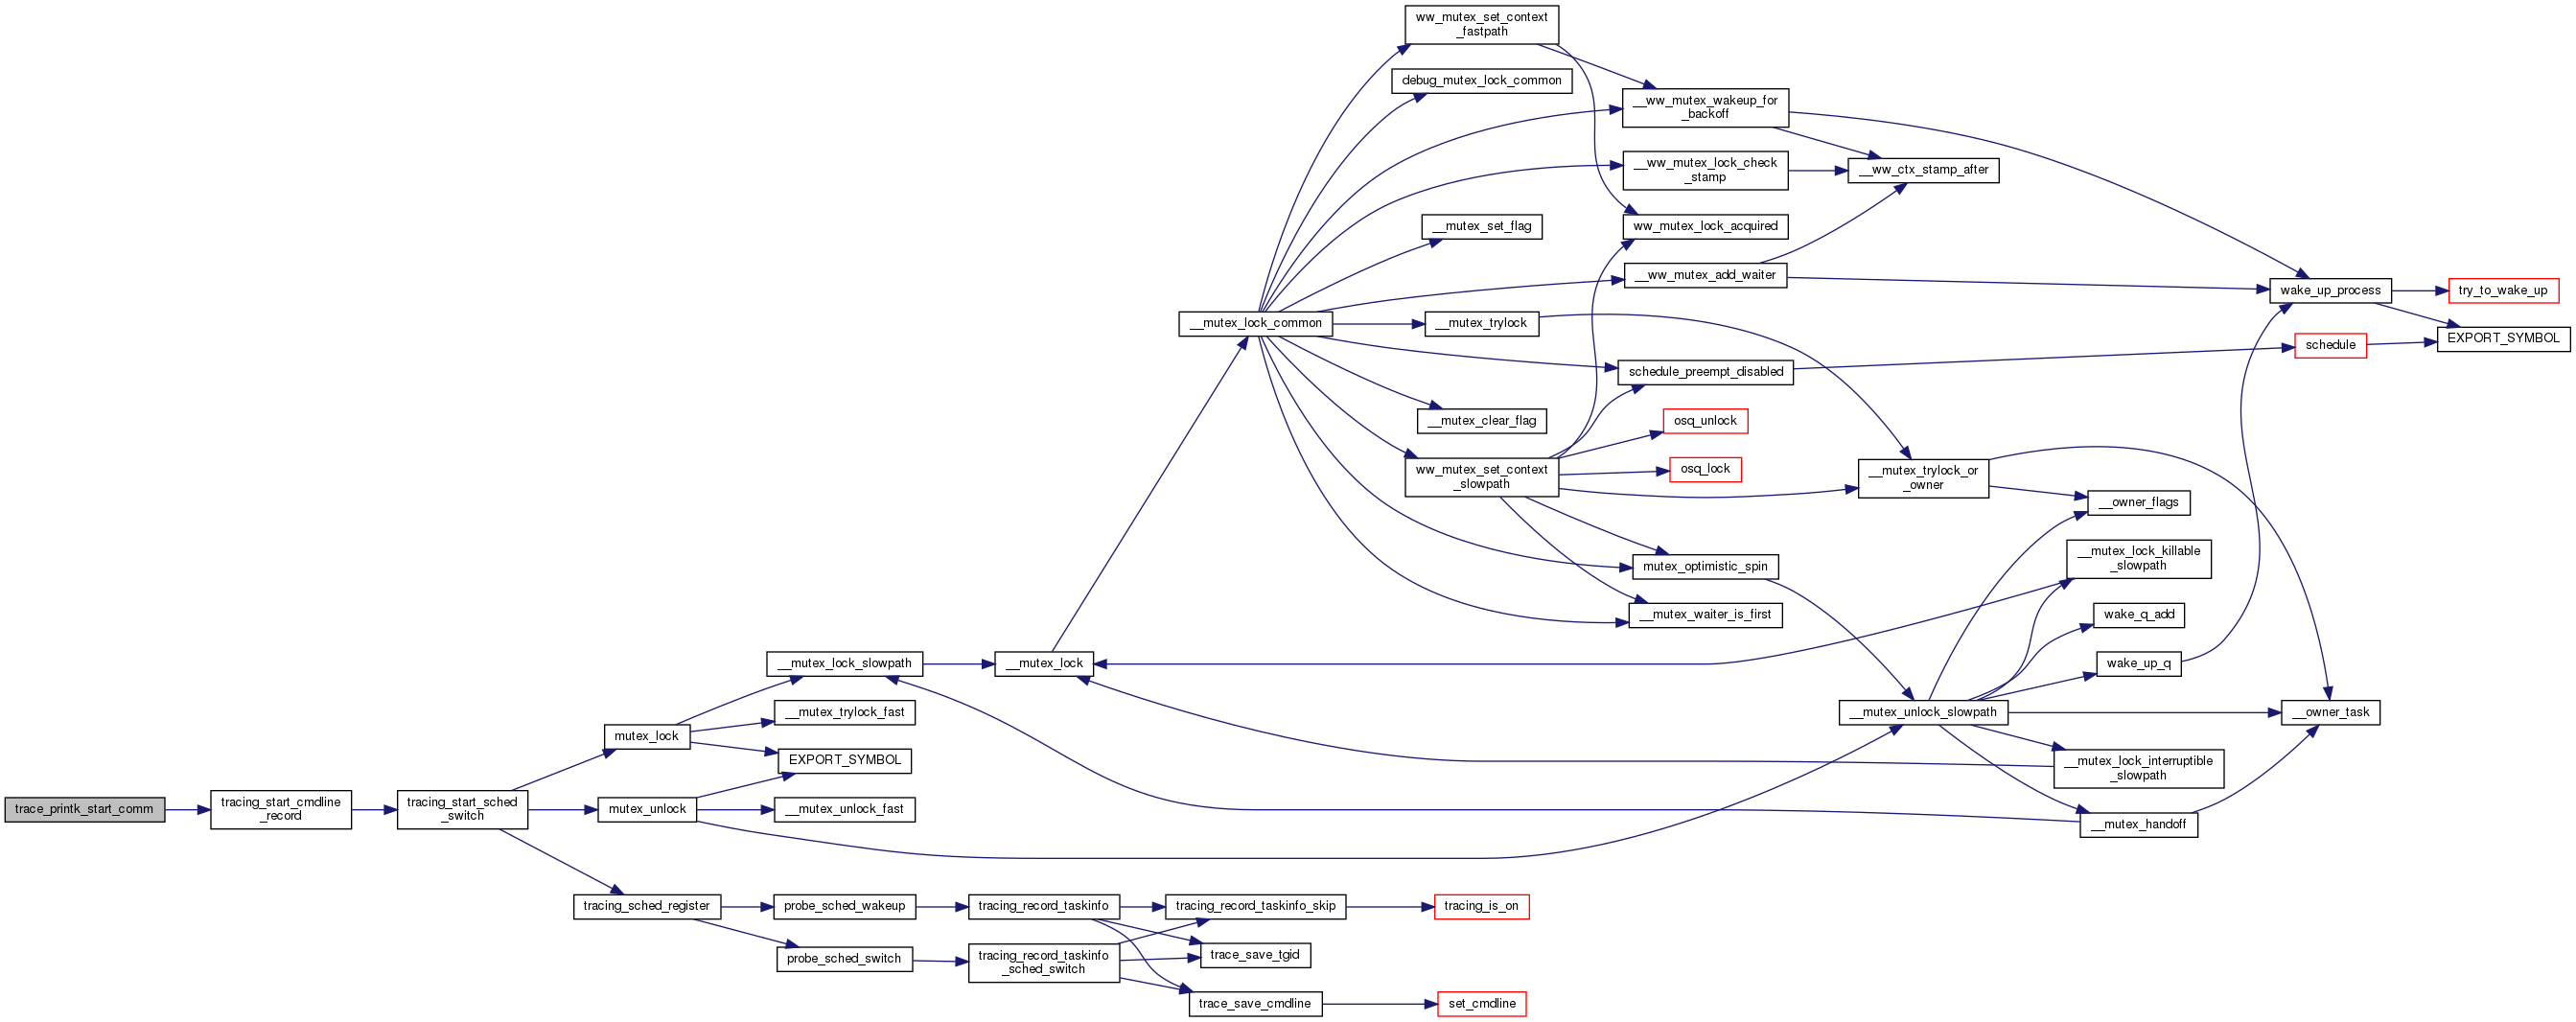 trace_printk_start_comm
tracing_start_cmdline
_record
tracing_start_sched
_switch
mutex_lock
mutex_unlock
tracing_sched_register
__mutex_lock_slowpath
__mutex_trylock_fast
EXPORT_SYMBOL
__mutex_unlock_fast
probe_sched_wakeup
probe_sched_switch
__mutex_lock
tracing_record_taskinfo
tracing_record_taskinfo
_sched_switch
__mutex_lock_common
tracing_record_taskinfo_skip
trace_save_tgid
trace_save_cmdline
ww_mutex_set_context
_fastpath
debug_mutex_lock_common
__mutex_set_flag
__mutex_trylock
__mutex_clear_flag
ww_mutex_set_context
_slowpath
tracing_is_on
set_cmdline
__ww_mutex_wakeup_for
_backoff
__ww_mutex_lock_check
_stamp
ww_mutex_lock_acquired
__ww_mutex_add_waiter
schedule_preempt_disabled
osq_unlock
osq_lock
mutex_optimistic_spin
__mutex_waiter_is_first
__ww_ctx_stamp_after
__mutex_trylock_or
_owner
__mutex_unlock_slowpath
__owner_flags
__mutex_lock_killable
_slowpath
wake_q_add
wake_up_q
__mutex_lock_interruptible
_slowpath
__mutex_handoff
wake_up_process
schedule
__owner_task
try_to_wake_up
EXPORT_SYMBOL